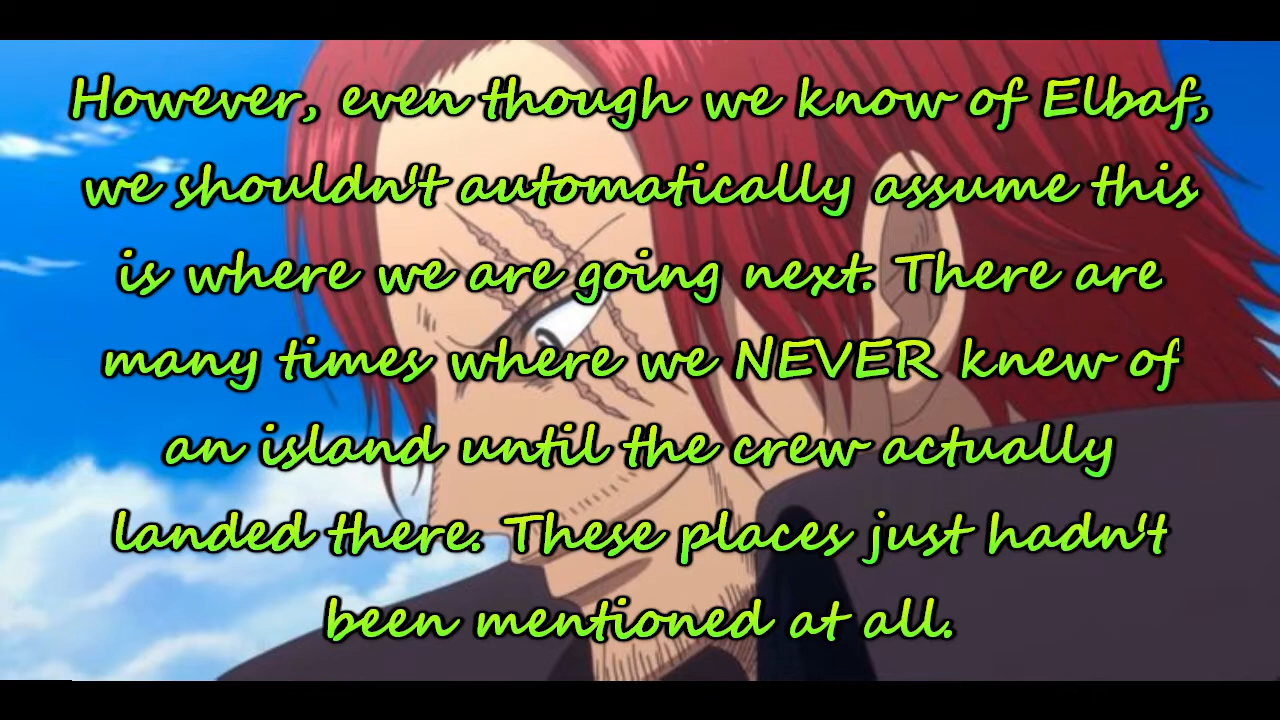 However, even though we know of Elbaf,
we shouldn't automatically assume this
is where we are going next. There are
many times where we NEVER knew of
an island until the crew actually
landed there. These places just hadn't
been mentioned at all.